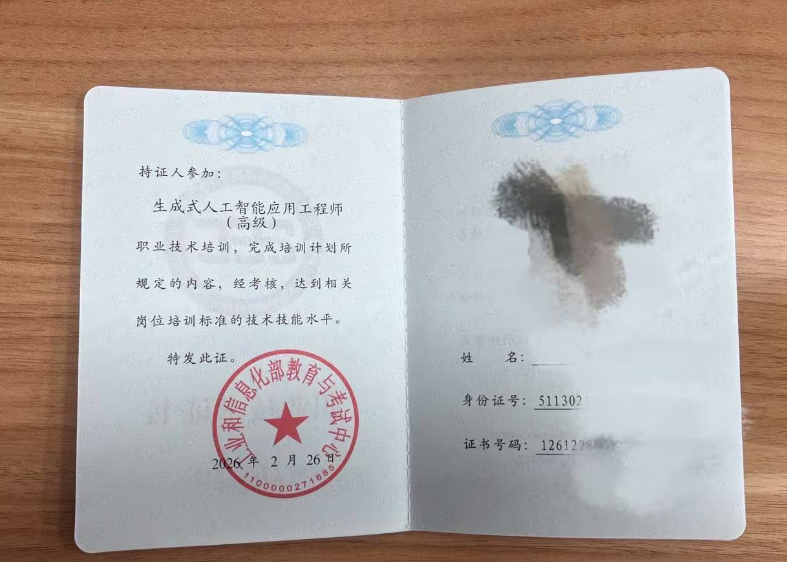 持证人参加：
生成式人工智能应用工程师
（高级）
职业技术培训，完成培训计划所
规定的内容，经考核，达到相关
岗位培训标准的技术技能水平。
特发此证。
工业和信息化部教育与考试中心
2026 年 2 月 26 日
1100000271685
姓 名：
身份证号：511302
证书号码：126122